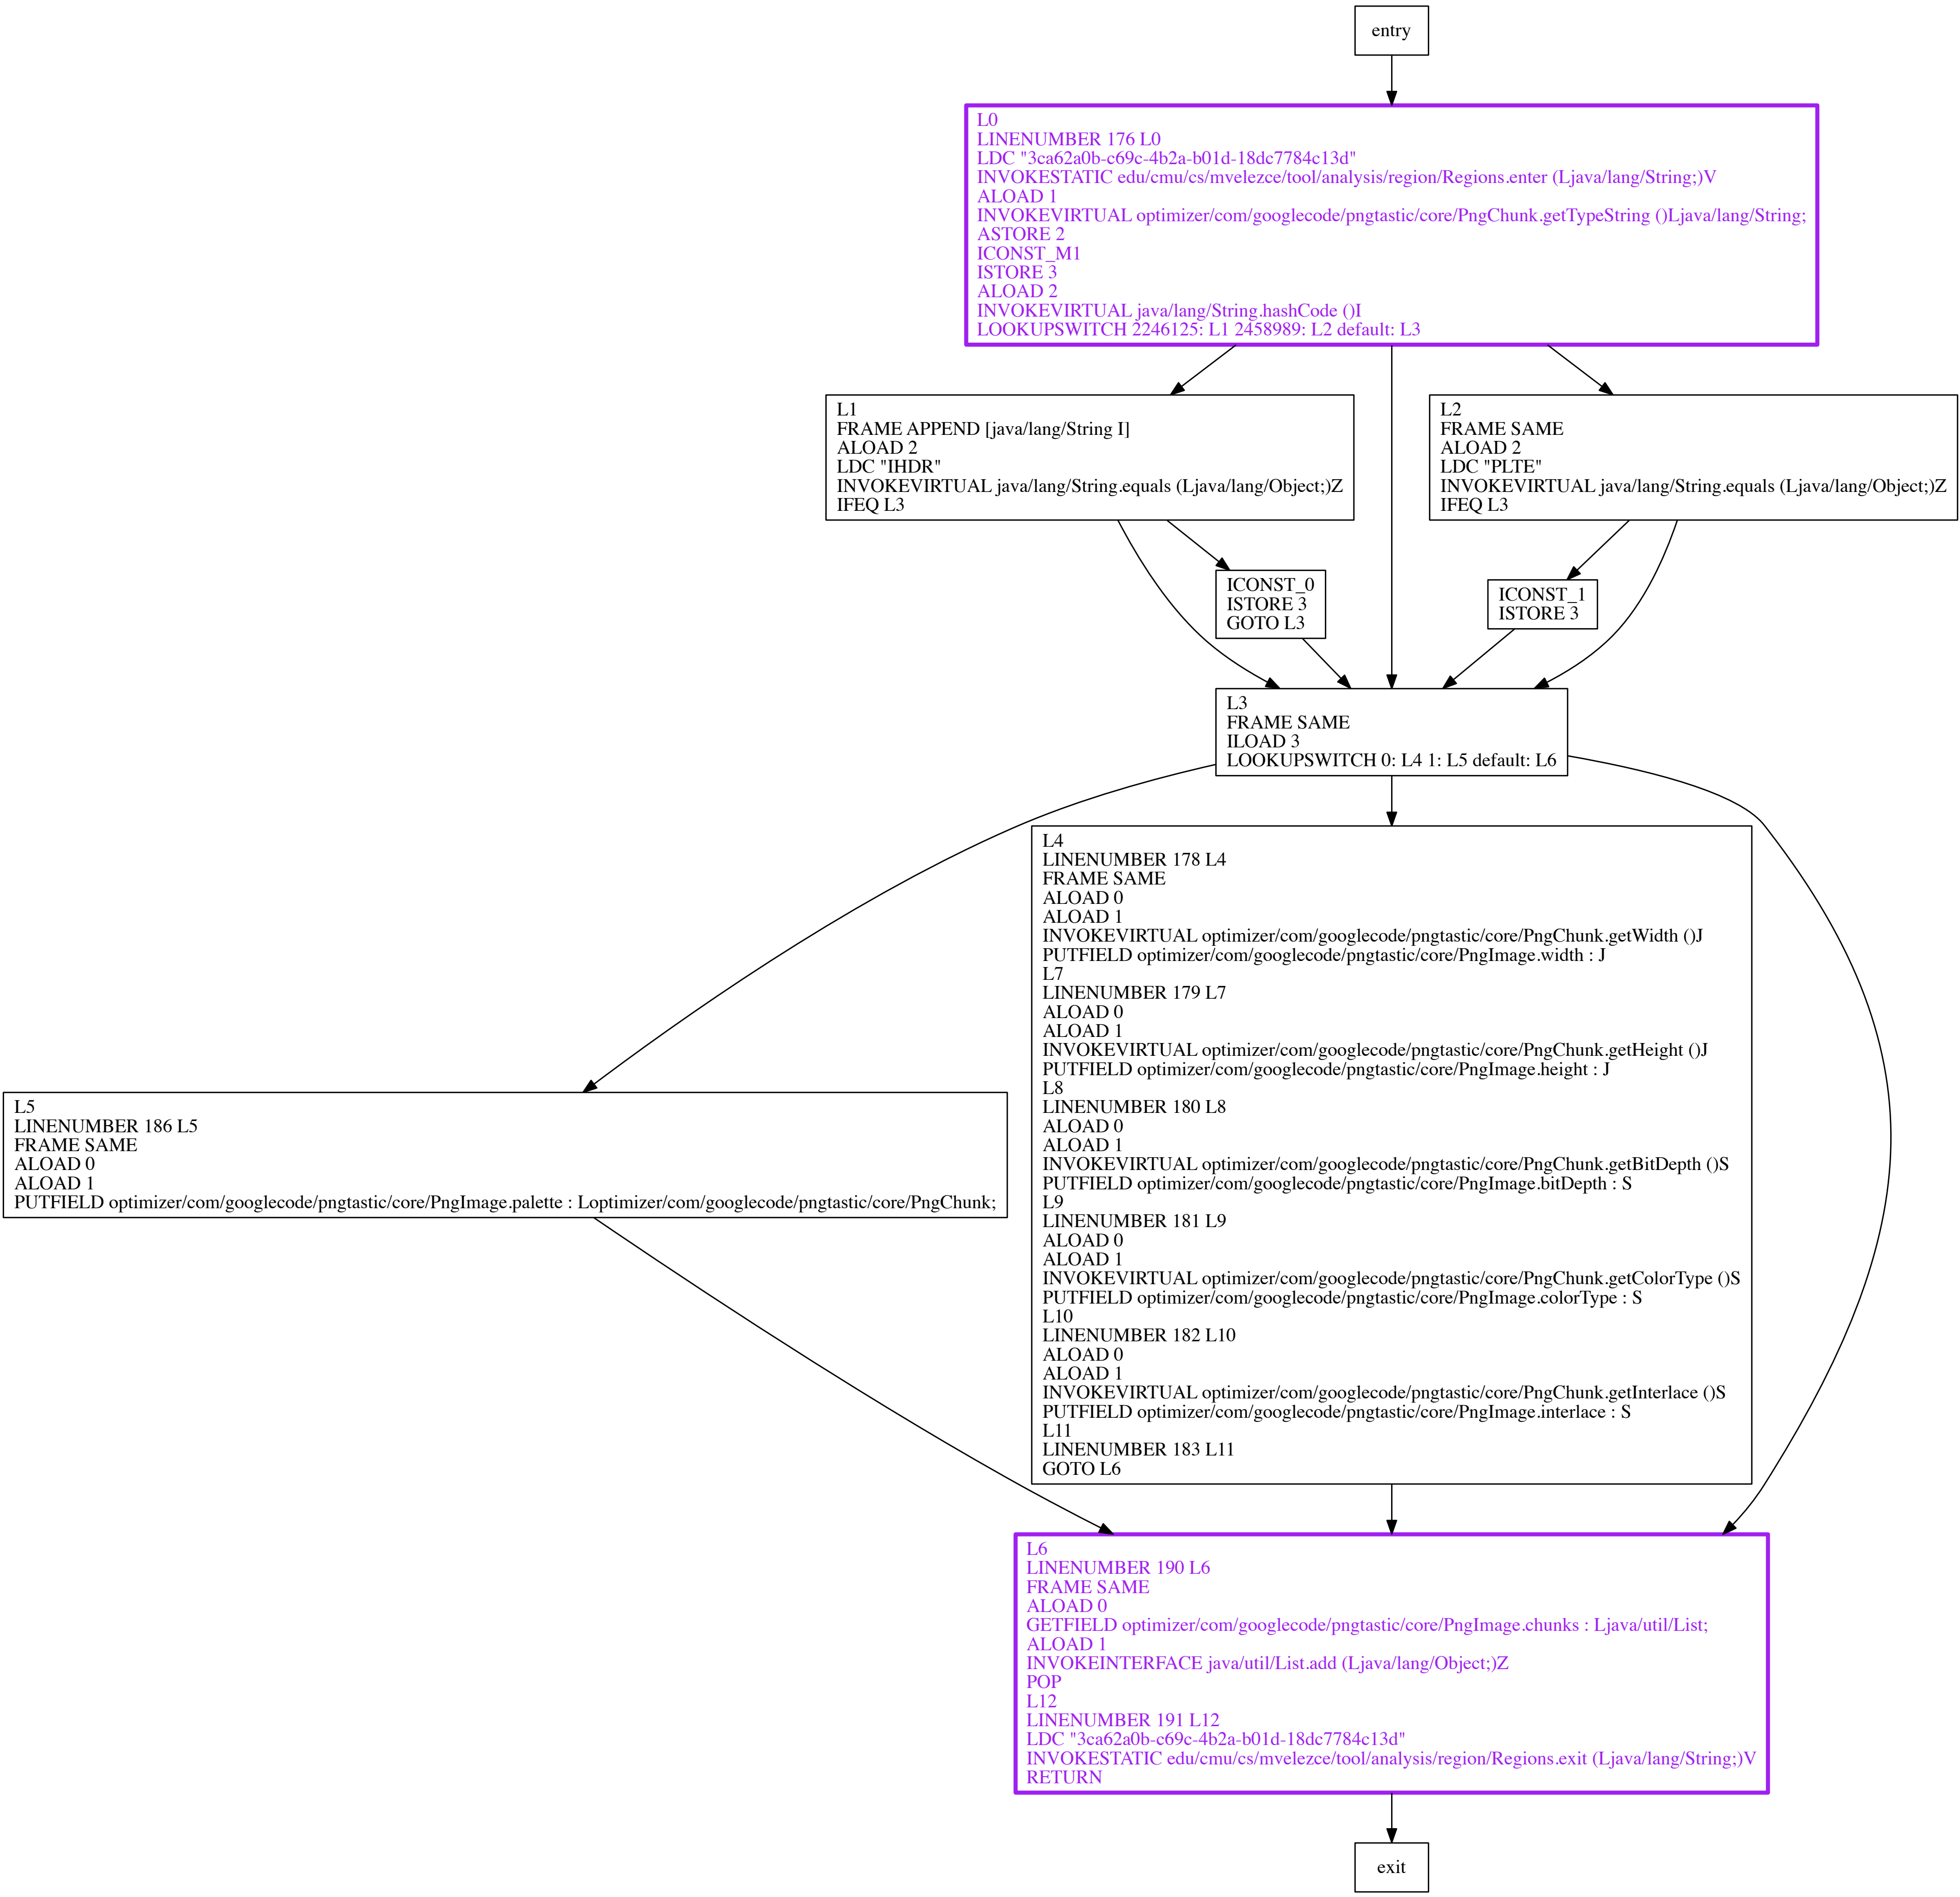 entry
L0
LINENUMBER 176 L0
LDC "3ca62a0b-c69c-4b2a-b01d-18dc7784c13d"
INVOKESTATIC edu/cmu/cs/mvelezce/tool/analysis/region/Regions.enter (Ljava/lang/String;)V
ALOAD 1
INVOKEVIRTUAL optimizer/com/googlecode/pngtastic/core/PngChunk.getTypeString ()Ljava/lang/String;
ASTORE 2
ICONST_M1
ISTORE 3
ALOAD 2
INVOKEVIRTUAL java/lang/String.hashCode ()I
LOOKUPSWITCH 2246125: L1 2458989: L2 default: L3
L1
FRAME APPEND [java/lang/String I]
ALOAD 2
LDC "IHDR"
INVOKEVIRTUAL java/lang/String.equals (Ljava/lang/Object;)Z
IFEQ L3
L2
FRAME SAME
ALOAD 2
LDC "PLTE"
INVOKEVIRTUAL java/lang/String.equals (Ljava/lang/Object;)Z
IFEQ L3
ICONST_0
ISTORE 3
GOTO L3
ICONST_1
ISTORE 3
L3
FRAME SAME
ILOAD 3
LOOKUPSWITCH 0: L4 1: L5 default: L6
L4
LINENUMBER 178 L4
FRAME SAME
ALOAD 0
ALOAD 1
INVOKEVIRTUAL optimizer/com/googlecode/pngtastic/core/PngChunk.getWidth ()J
PUTFIELD optimizer/com/googlecode/pngtastic/core/PngImage.width : J
L7
LINENUMBER 179 L7
ALOAD 0
ALOAD 1
INVOKEVIRTUAL optimizer/com/googlecode/pngtastic/core/PngChunk.getHeight ()J
PUTFIELD optimizer/com/googlecode/pngtastic/core/PngImage.height : J
L8
LINENUMBER 180 L8
ALOAD 0
ALOAD 1
INVOKEVIRTUAL optimizer/com/googlecode/pngtastic/core/PngChunk.getBitDepth ()S
PUTFIELD optimizer/com/googlecode/pngtastic/core/PngImage.bitDepth : S
L9
LINENUMBER 181 L9
ALOAD 0
ALOAD 1
INVOKEVIRTUAL optimizer/com/googlecode/pngtastic/core/PngChunk.getColorType ()S
PUTFIELD optimizer/com/googlecode/pngtastic/core/PngImage.colorType : S
L10
LINENUMBER 182 L10
ALOAD 0
ALOAD 1
INVOKEVIRTUAL optimizer/com/googlecode/pngtastic/core/PngChunk.getInterlace ()S
PUTFIELD optimizer/com/googlecode/pngtastic/core/PngImage.interlace : S
L11
LINENUMBER 183 L11
GOTO L6
L5
LINENUMBER 186 L5
FRAME SAME
ALOAD 0
ALOAD 1
PUTFIELD optimizer/com/googlecode/pngtastic/core/PngImage.palette : Loptimizer/com/googlecode/pngtastic/core/PngChunk;
L6
LINENUMBER 190 L6
FRAME SAME
ALOAD 0
GETFIELD optimizer/com/googlecode/pngtastic/core/PngImage.chunks : Ljava/util/List;
ALOAD 1
INVOKEINTERFACE java/util/List.add (Ljava/lang/Object;)Z
POP
L12
LINENUMBER 191 L12
LDC "3ca62a0b-c69c-4b2a-b01d-18dc7784c13d"
INVOKESTATIC edu/cmu/cs/mvelezce/tool/analysis/region/Regions.exit (Ljava/lang/String;)V
RETURN
exit